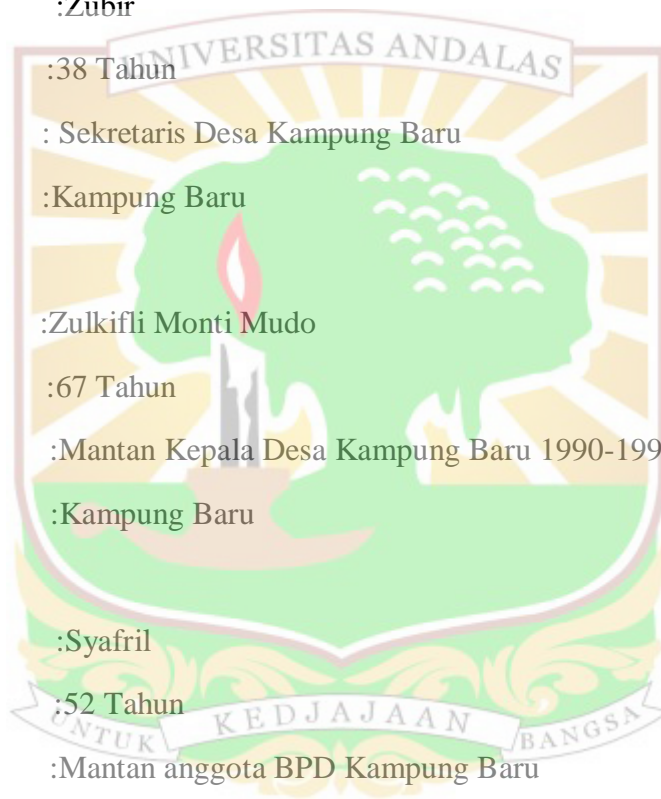 :Zubir
UNIVERSITAS ANDALAS
:38 Tahun
: Sekretaris Desa Kampung Baru
:Kampung Baru
:Zulkifli Monti Mudo
:67 Tahun
:Mantan Kepala Desa Kampung Baru 1990-199
:Kampung Baru
:Syafril
:52 Tahun
UNTUK KEDJAJAAN BANGSA
:Mantan anggota BPD Kampung Baru